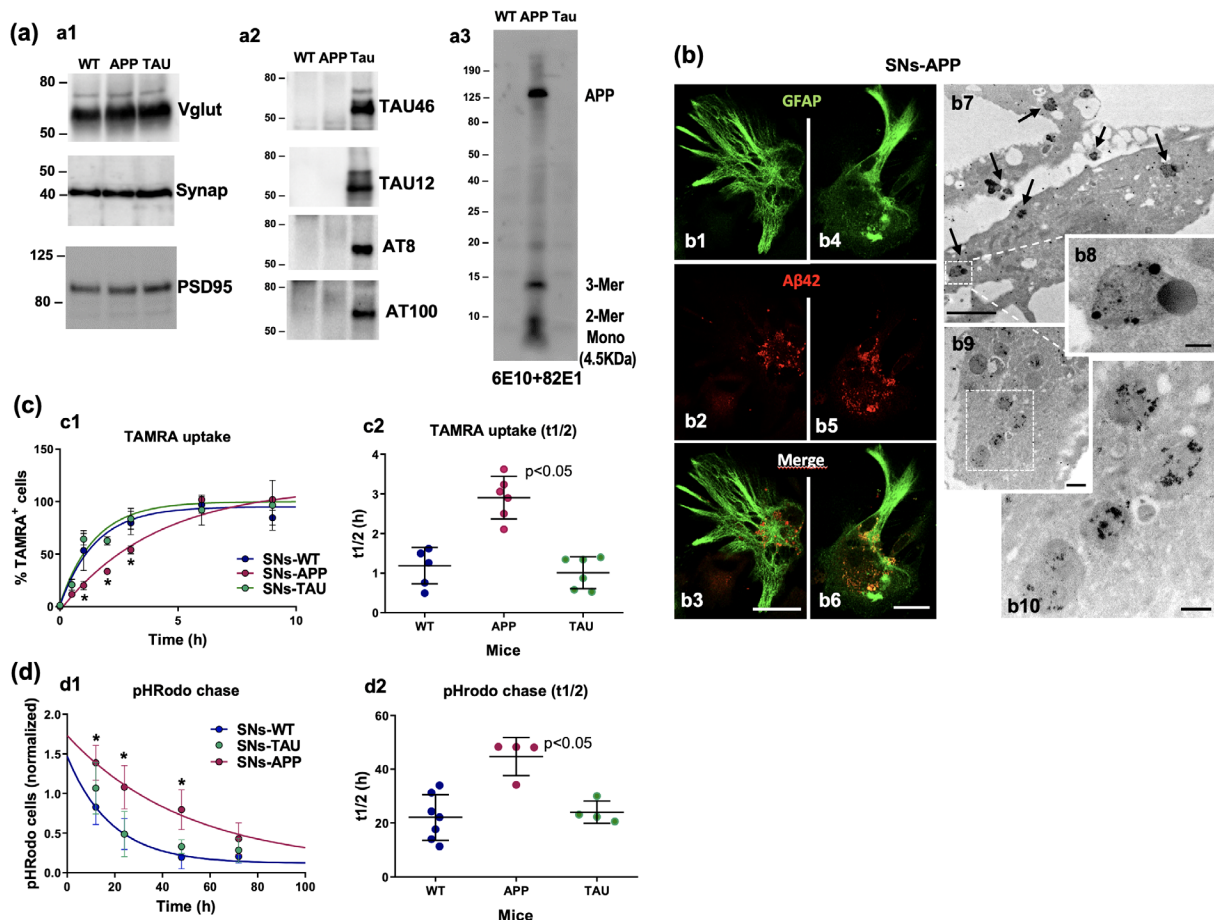 (a)
a1
WT APP TAU
80
50
Vglut
50
40
Synap
125
80
PSD95
a2
WT APP Tau
80
50
TAU46
80
50
TAU12
80
50
AT8
80
50
AT100
a3
WT APP Tau
190
125
80
50
40
25
20
15
10
APP
3-Mer
2-Mer
Mono
(4.5KDa)
6E10+82E1
(b)
SNs-APP
GFAP
b1
b4
Aβ42
b2
b5
Merge
b3
b6
b7
b8
b9
b10
(c)
c1
TAMRA uptake
% TAMRA+ cells
150
100
50
0
0
5
10
Time (h)
SNs-WT
SNs-APP
SNs-TAU
* * *
c2
TAMRA uptake (t1/2)
p<0.05
t1/2 (h)
4
3
2
1
0
WT
APP
TAU
Mice
(d)
d1
pHRodo chase
pHRodo cells (normalized)
2.0
1.5
1.0
0.5
0.0
0
20
40
60
80
100
Time (h)
SNs-WT
SNs-TAU
SNs-APP
* * *
d2
pHrodo chase (t1/2)
p<0.05
t1/2 (h)
60
40
20
0
WT
APP
TAU
Mice